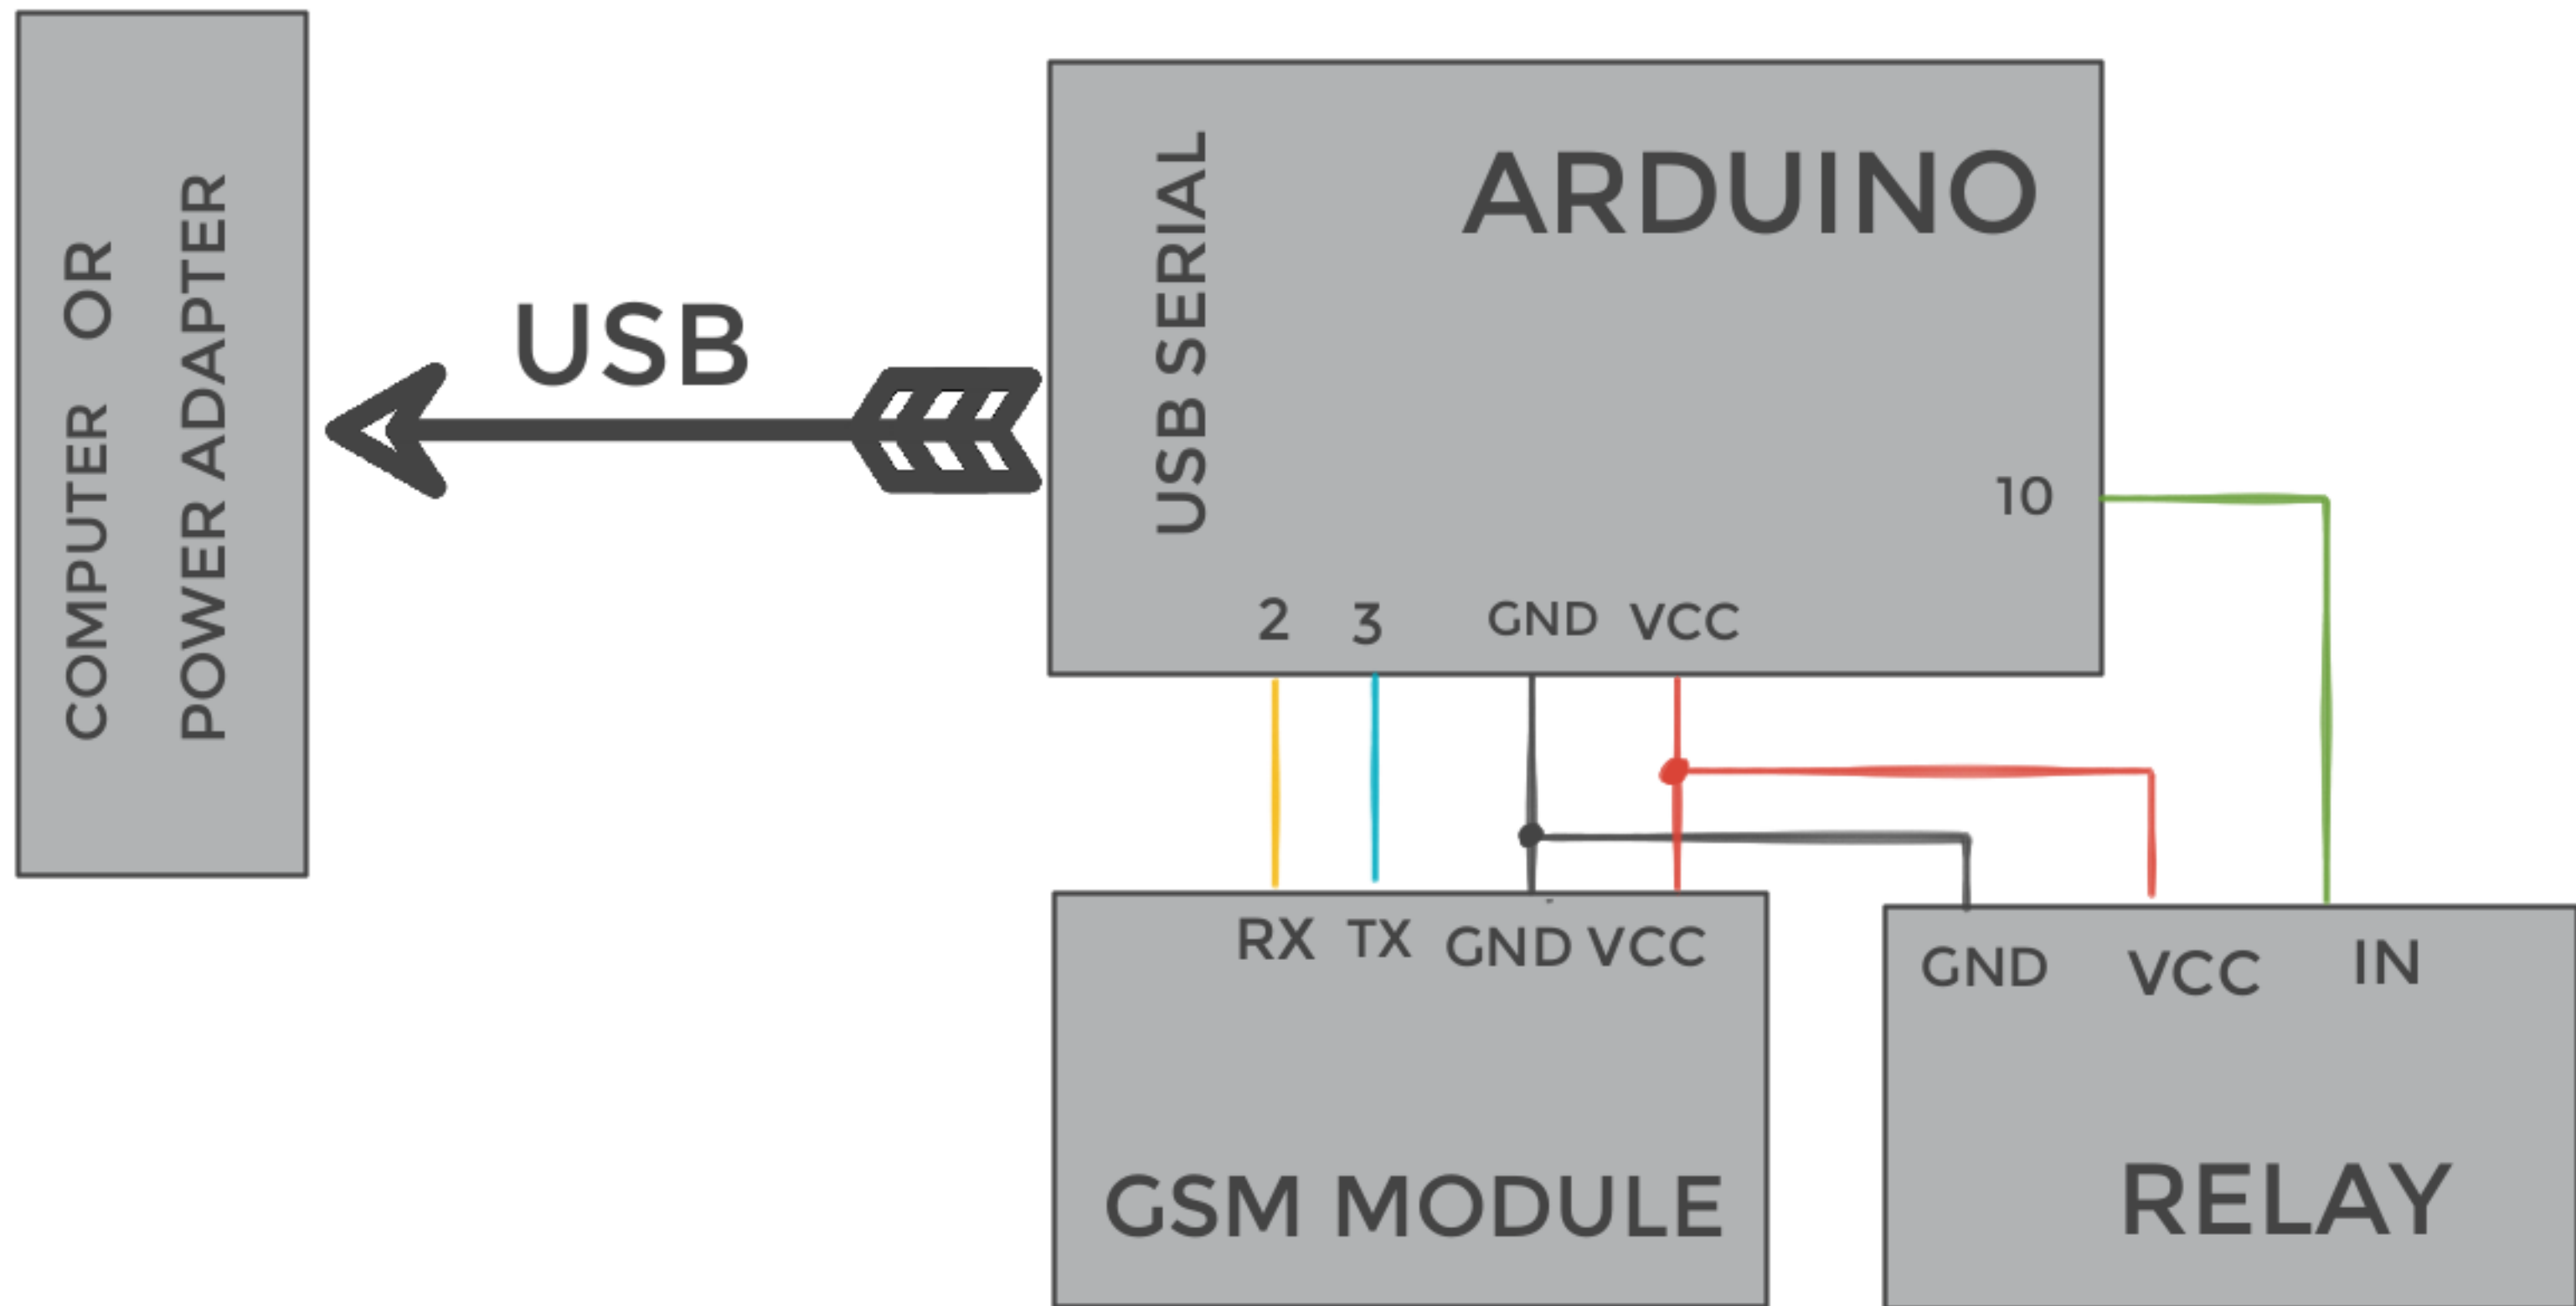 COMPUTER OR
POWER ADAPTER
USB
USB SERIAL
ARDUINO
10
2 3 GND VCC
RX TX GND VCC
GSM MODULE
GND VCC IN
RELAY